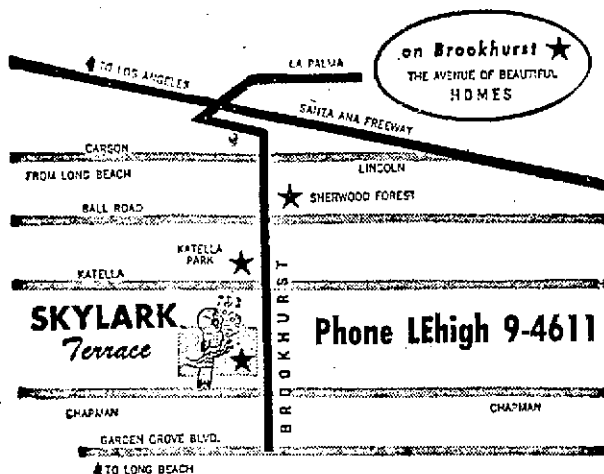 on Brookhurst
THE AVENUE OF BEAUTIFUL
HOMES
LA PALMA
TO LOS ANGELES
SANTA ANA FREEWAY
CARSON
LINCOLN
FROM LONG BEACH
SHERWOOD FOREST
BALL ROAD
KATELLA
PARK
KATELLA
BROOKHURST
SKYLARK
Terrace
Phone LEhigh 9-4611
CHAPMAN
CHAPMAN
GARDEN GROVE BLVD.
TO LONG BEACH